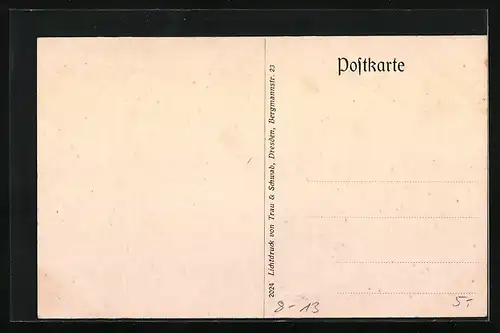 Poſtkarte
2024 Lichtdruck von Trau & Schwab, Dresden, Bergmannstr. 23
8-13
5.-